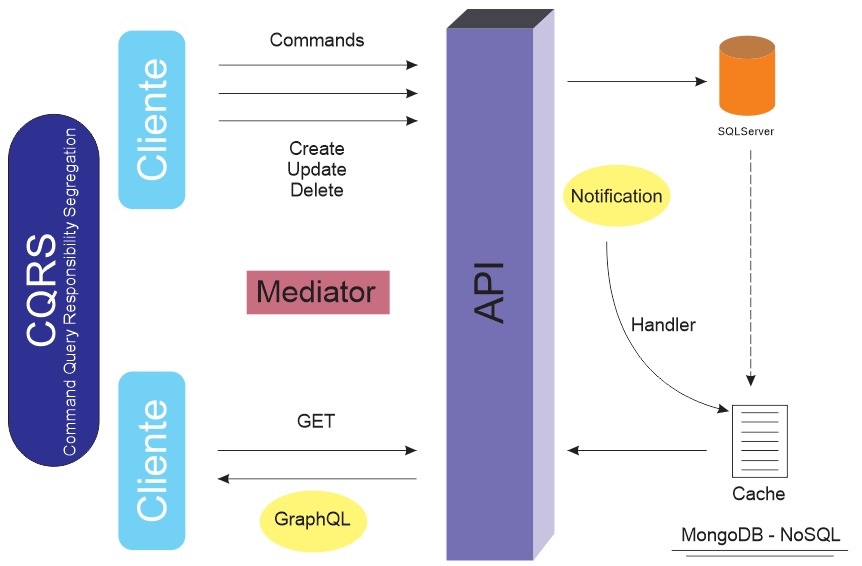 CQRS
Command Query Responsibility Segregation
Cliente
Commands
Create
Update
Delete
Mediator
Cliente
GET
GraphQL
API
SQLServer
Notification
Handler
Cache
MongoDB - NoSQL